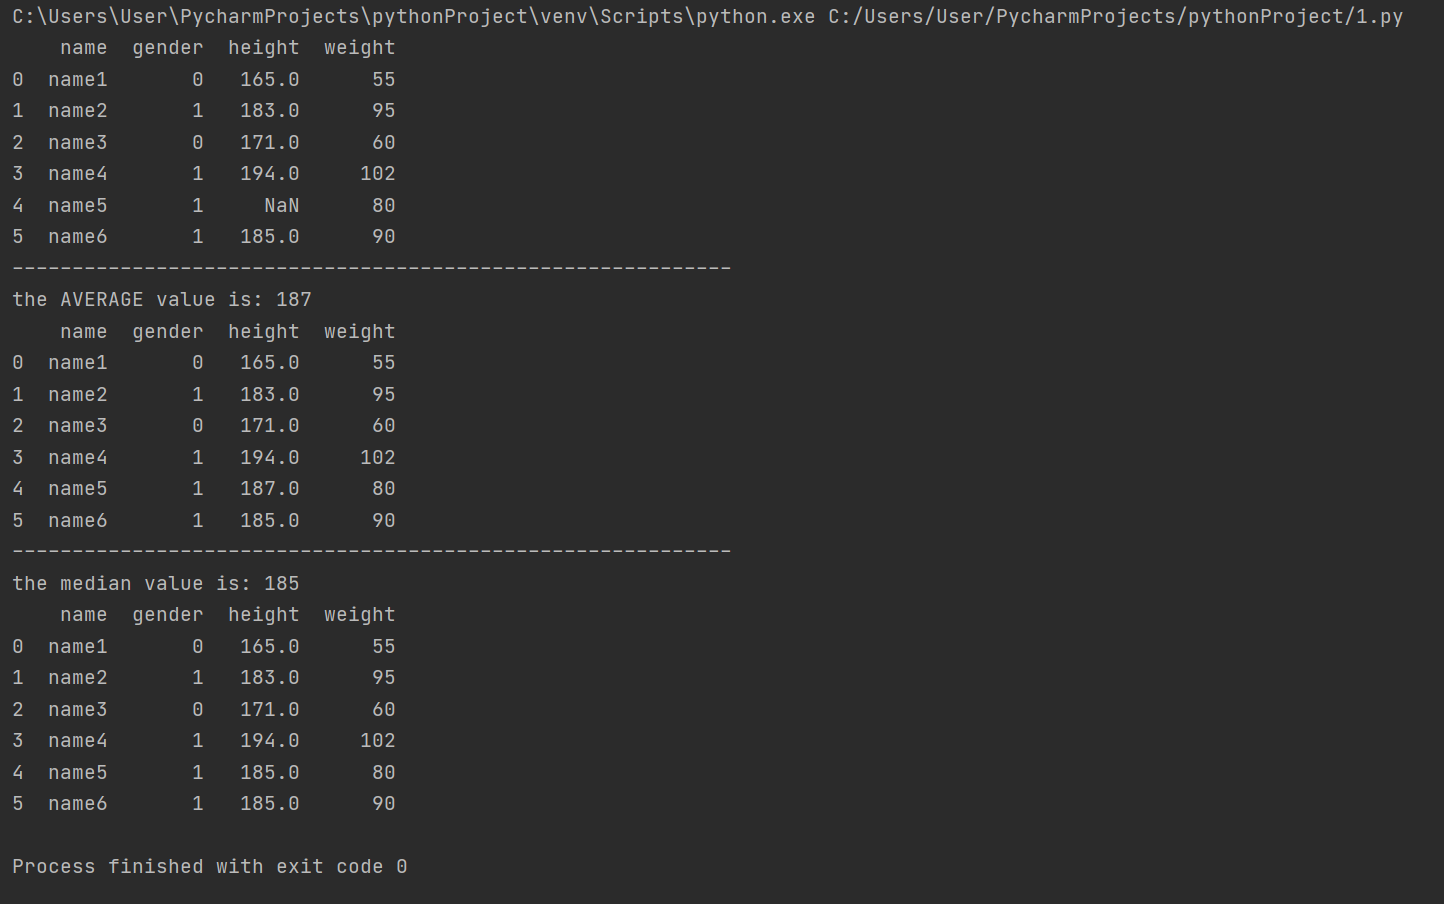 C:\Users\User\PycharmProjects\pythonProject\venv\Scripts\python.exe C:/Users/User/PycharmProjects/pythonProject/1.py
    name  gender  height  weight
0  name1       0   165.0      55
1  name2       1   183.0      95
2  name3       0   171.0      60
3  name4       1   194.0     102
4  name5       1     NaN      80
5  name6       1   185.0      90
------------------------------------------------------------
the AVERAGE value is: 187
    name  gender  height  weight
0  name1       0   165.0      55
1  name2       1   183.0      95
2  name3       0   171.0      60
3  name4       1   194.0     102
4  name5       1   187.0      80
5  name6       1   185.0      90
------------------------------------------------------------
the median value is: 185
    name  gender  height  weight
0  name1       0   165.0      55
1  name2       1   183.0      95
2  name3       0   171.0      60
3  name4       1   194.0     102
4  name5       1   185.0      80
5  name6       1   185.0      90

Process finished with exit code 0